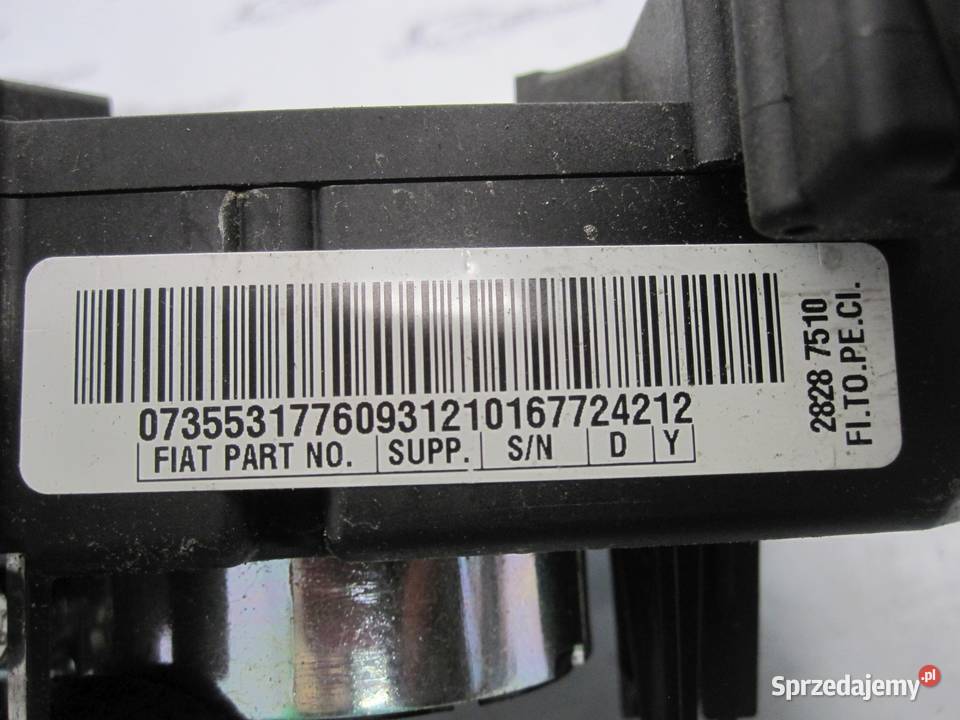 07355317760931210167724212
FIAT PART NO. SUPP. S/N D Y
2828 7510
FI.TO.PE.CI.
Sprzedajemy.pl